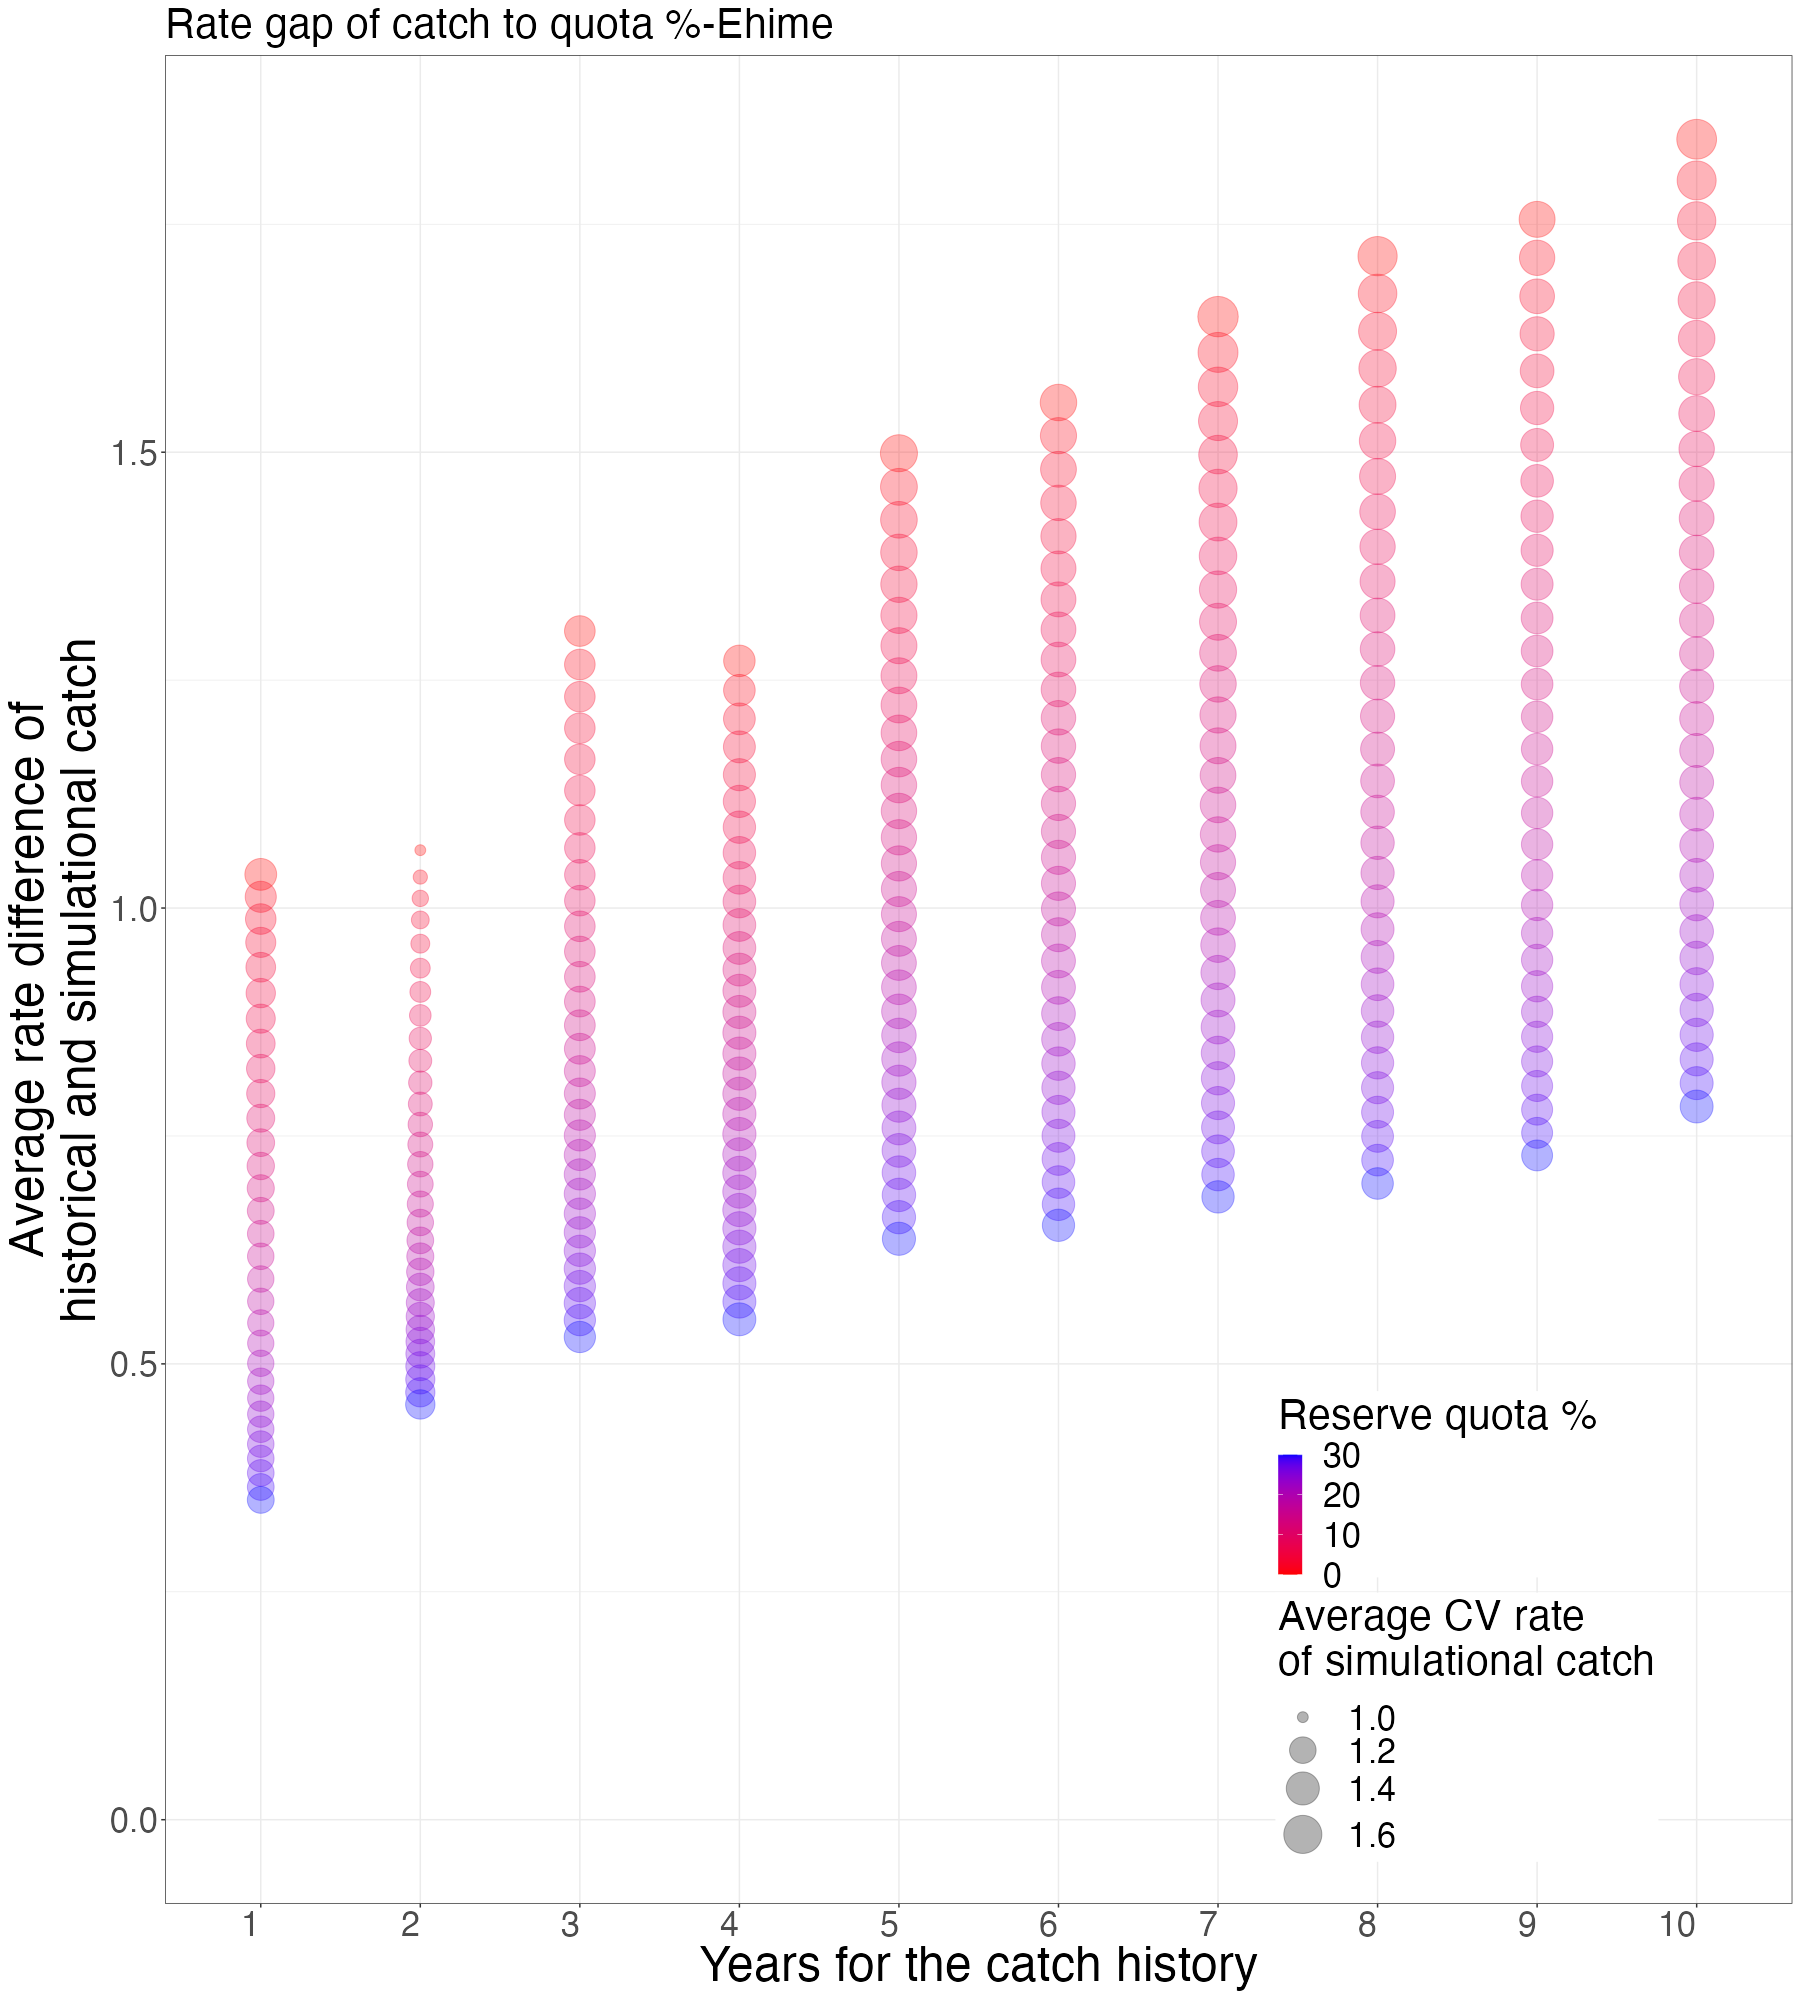 Rate gap of catch to quota %-Ehime
Average rate difference of
historical and simulational catch
1.5
1.0
0.5
0.0
Reserve quota %
30
20
10
0
Average CV rate
of simulational catch
1.0
1.2
1.4
1.6
1 2 3 4 5 6 7 8 9 10
Years for the catch history